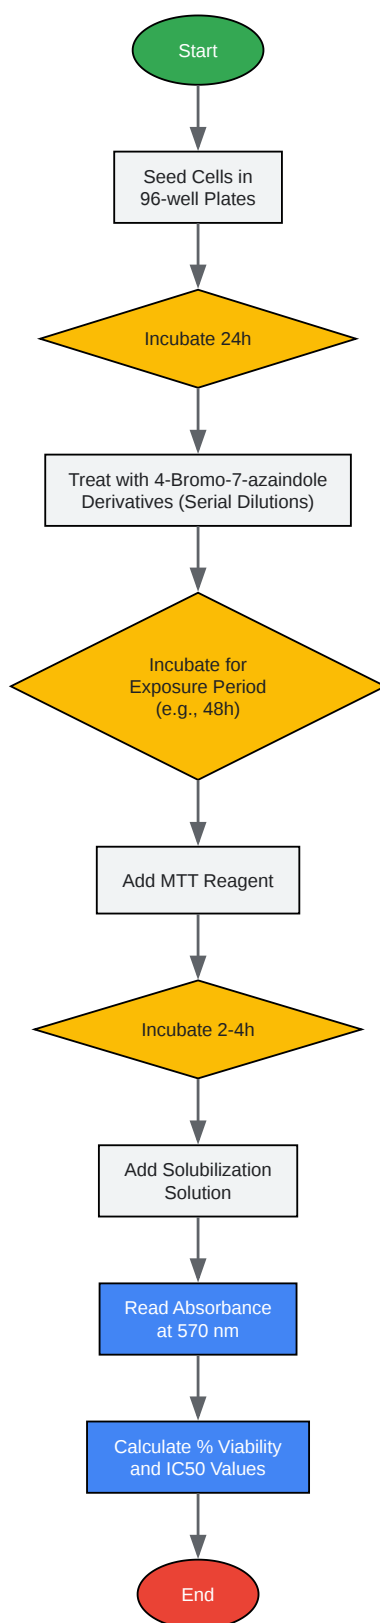 Start
Seed Cells in
96-well Plates
Incubate 24h
Treat with 4-Bromo-7-azaindole
Derivatives (Serial Dilutions)
Incubate for
Exposure Period
(e.g., 48h)
Add MTT Reagent
Incubate 2-4h
Add Solubilization
Solution
Read Absorbance
at 570 nm
Calculate % Viability
and IC50 Values
End